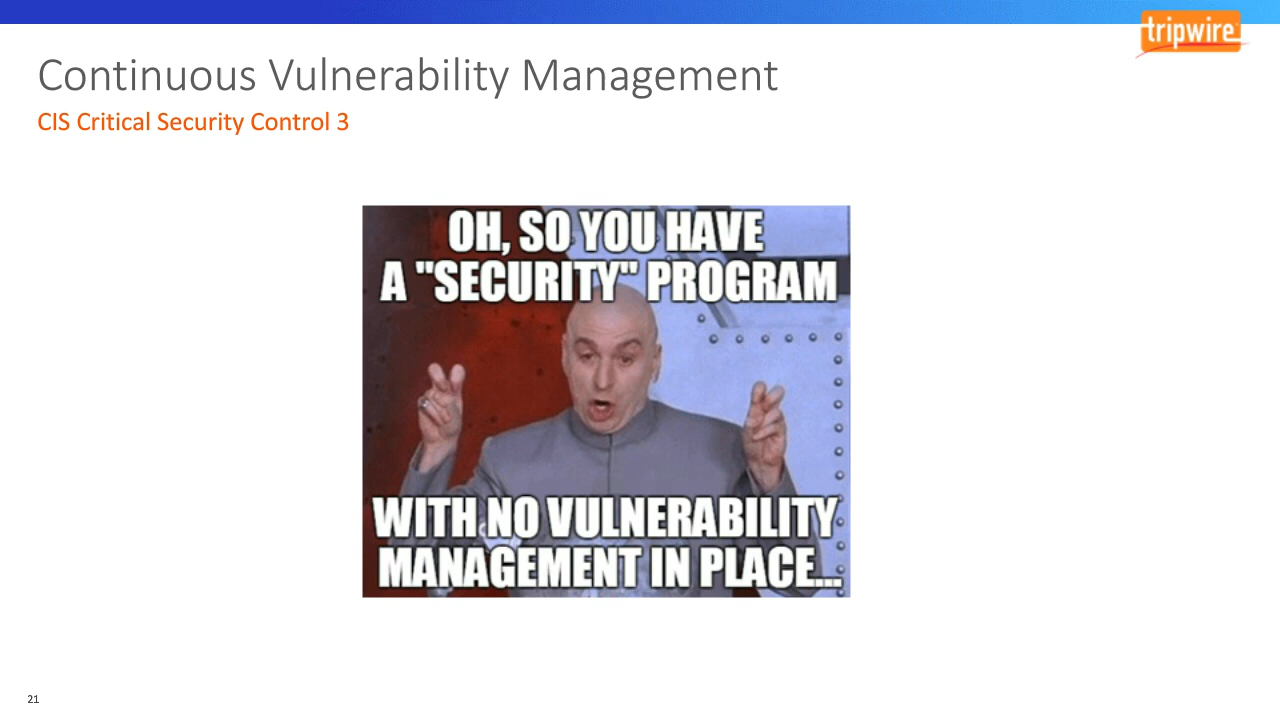 tripwire
Continuous Vulnerability Management
CIS Critical Security Control 3
OH, SO YOU HAVE
A "SECURITY" PROGRAM
WITH NO VULNERABILITY
MANAGEMENT IN PLACE...
21